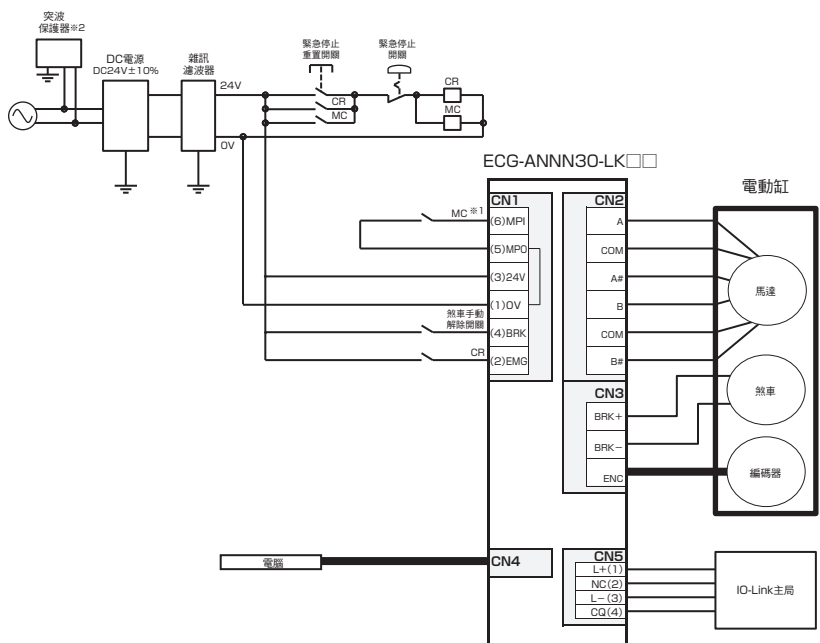 突波
保護器※2
DC電源
DC24V±10%
雜訊
濾波器
24V
0V
緊急停止
重置開關
緊急停止
開關
CR
MC
CR
MC
ECG-ANNN30-LK□□
電動缸
CN1
CN2
MC ※1
(6)MPI
(5)MPO
(3)24V
(1)0V
煞車手動
解除開關
(4)BRK
CR
(2)EMG
A
COM
A#
B
COM
B#
馬達
CN3
BRK+
BRK−
ENC
煞車
編碼器
電腦
CN4
CN5
L+(1)
NC(2)
L−(3)
CQ(4)
IO-Link主局